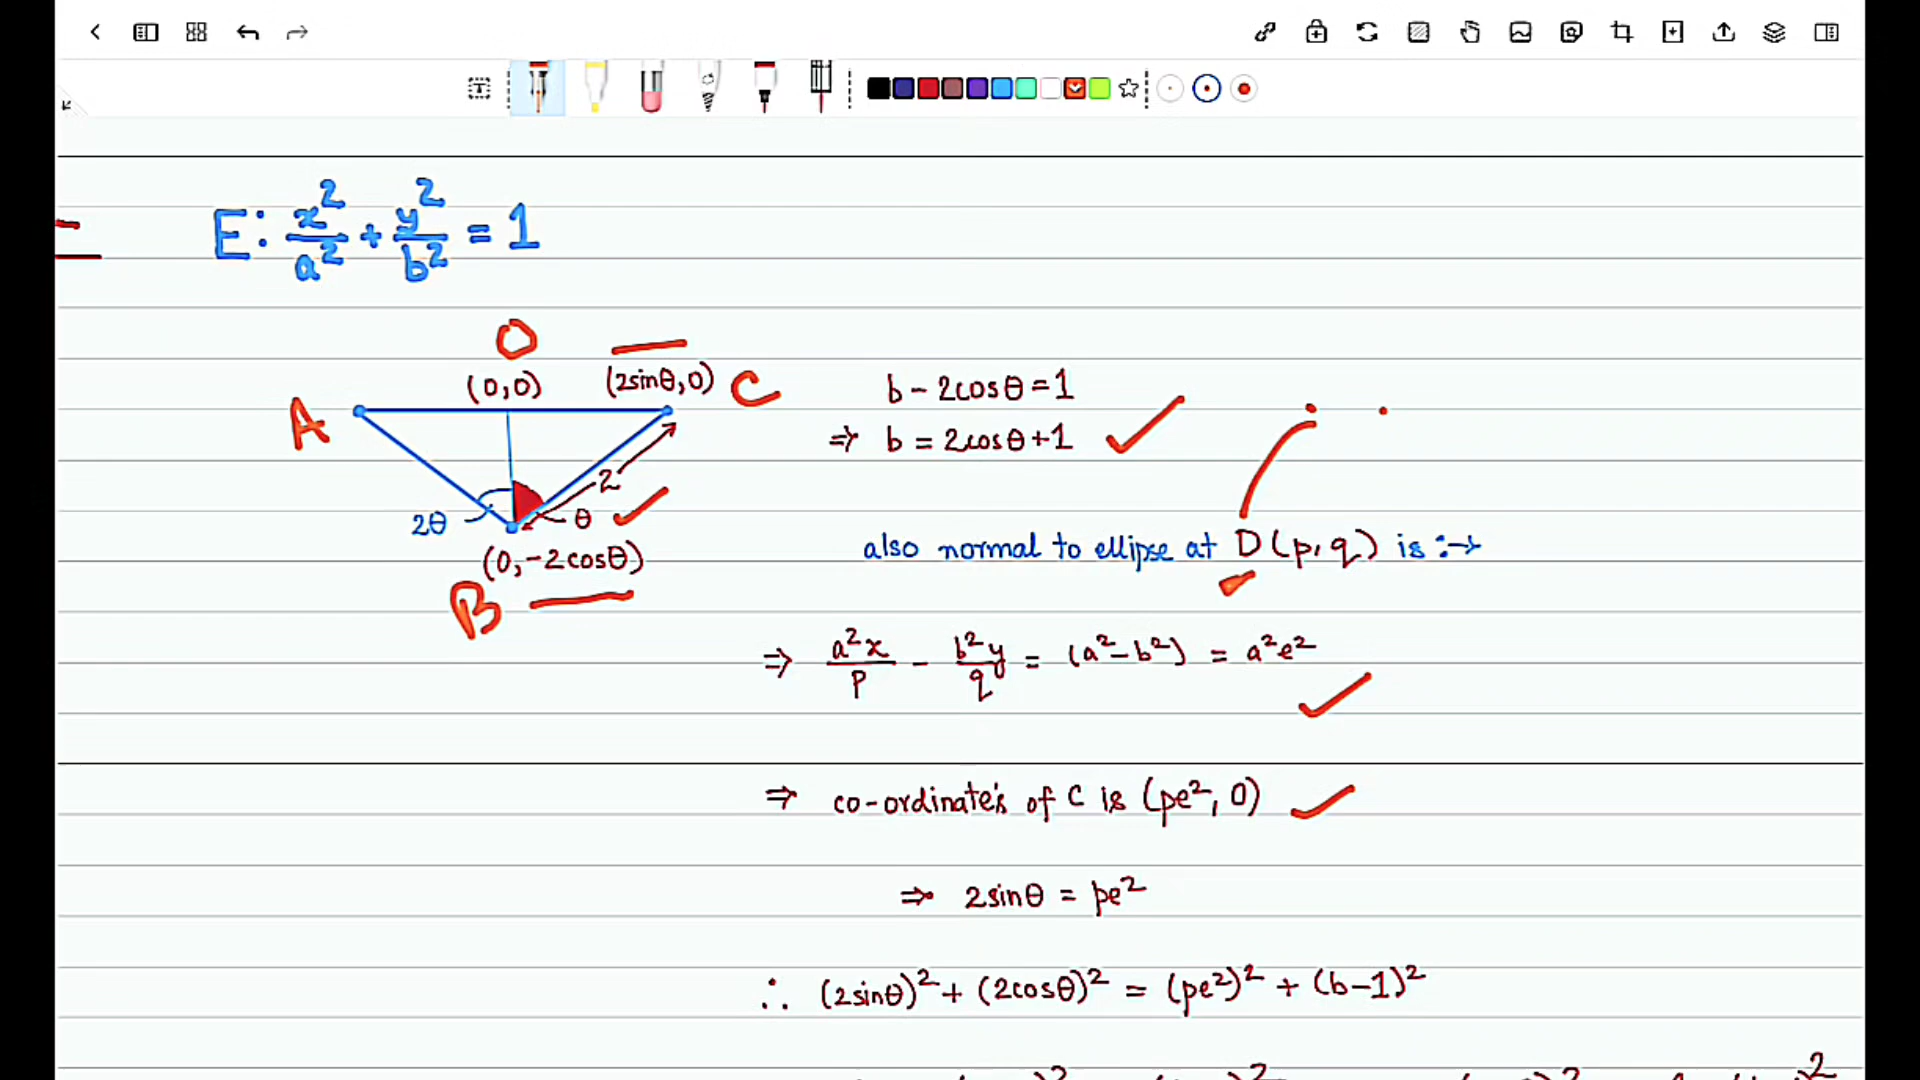 E: x²/a² + y²/b² = 1
O
(0,0) (2sinθ,0) C
A
b - 2cosθ = 1
⇒ b = 2cosθ+1
2
2θ θ
(0,-2cosθ)
B
also normal to ellipse at D(p,q) is :→
⇒ a²x/p - b²y/q = (a²-b²) = a²e²
⇒ co-ordinate's of C is (pe², 0)
⇒ 2sinθ = pe²
∴ (2sinθ)² + (2cosθ)² = (pe²)² + (b-1)²